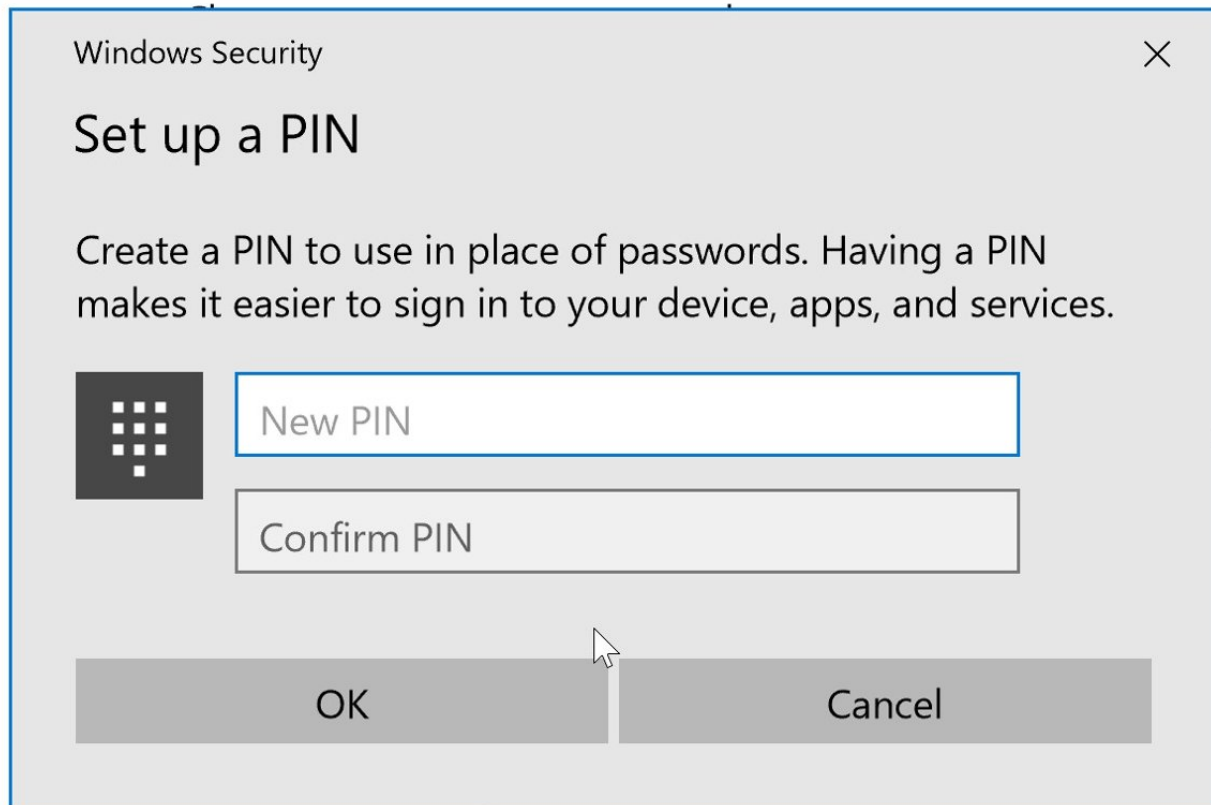 Windows Security
Set up a PIN
Create a PIN to use in place of passwords. Having a PIN
makes it easier to sign in to your device, apps, and services.
New PIN
Confirm PIN
OK
Cancel